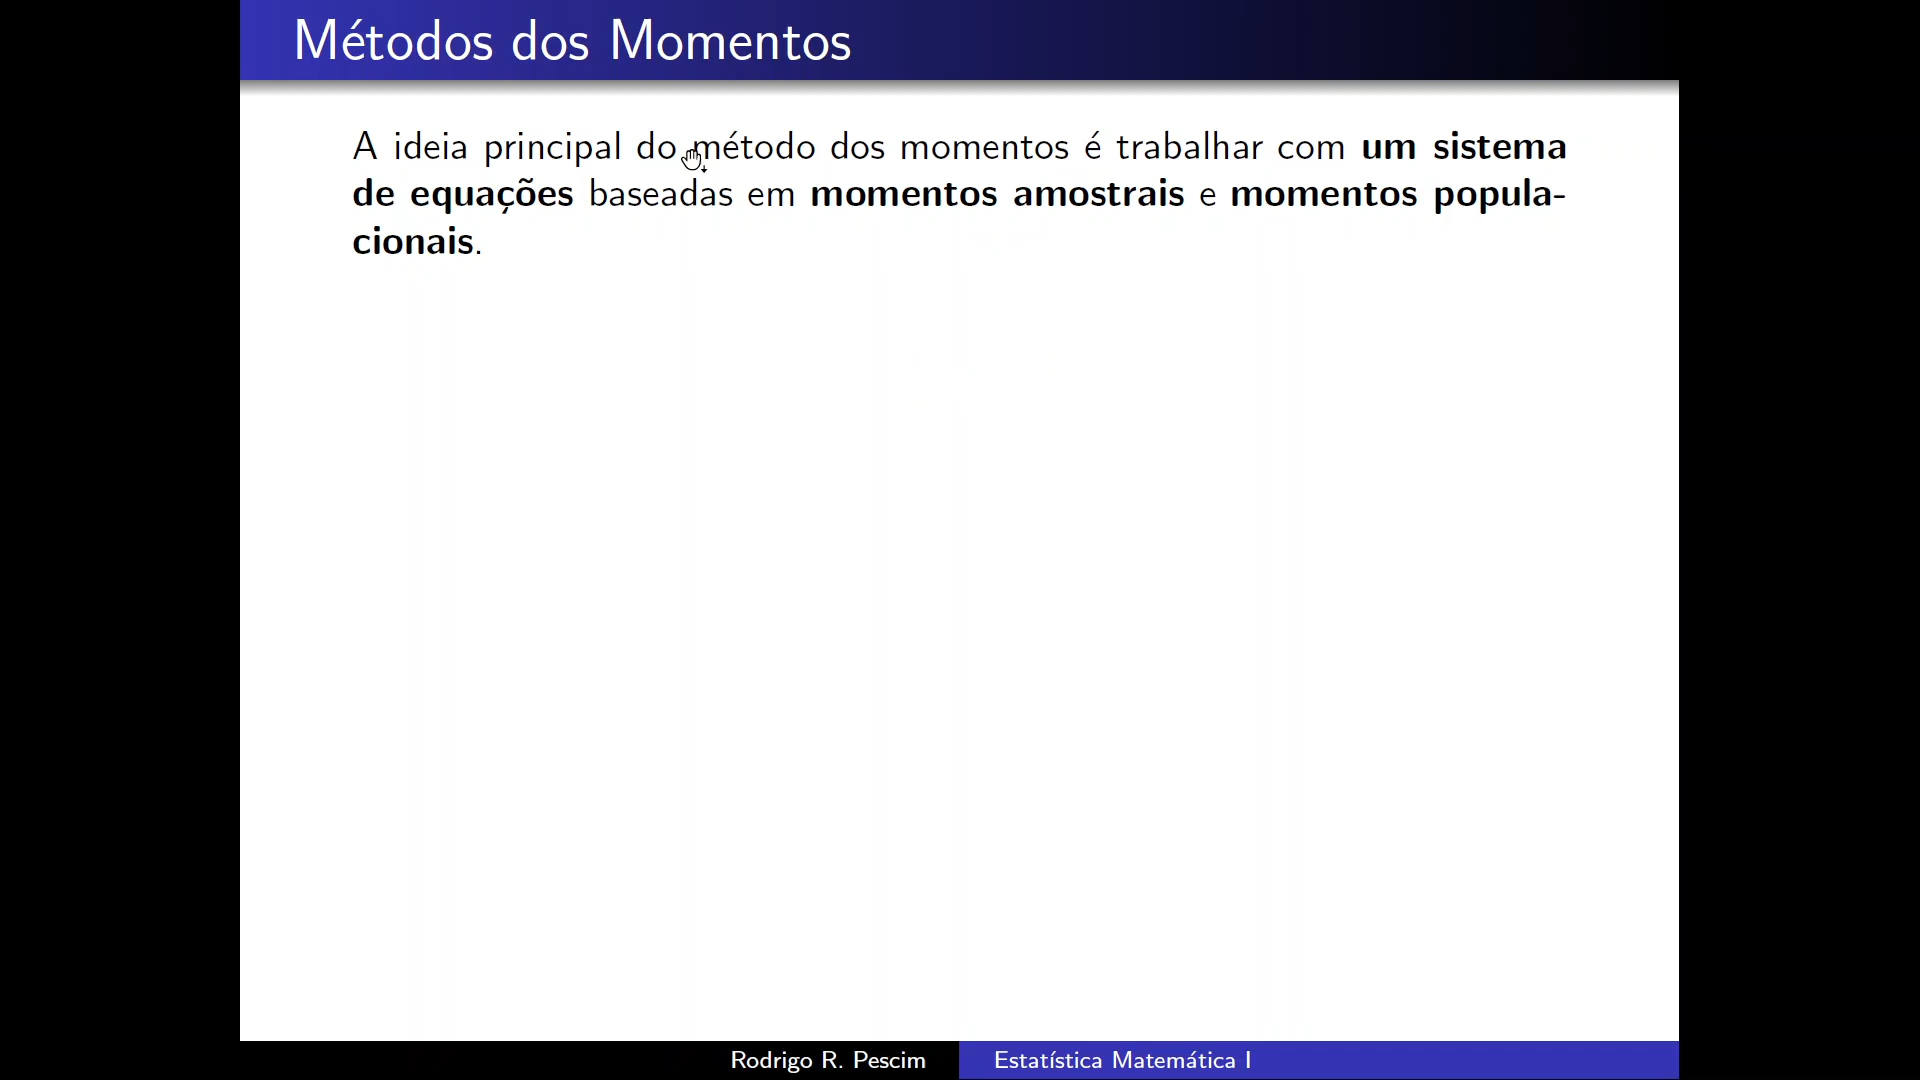 Métodos dos Momentos
A ideia principal do método dos momentos é trabalhar com um sistema
de equações baseadas em momentos amostrais e momentos popula-
cionais.
Rodrigo R. Pescim
Estatística Matemática I